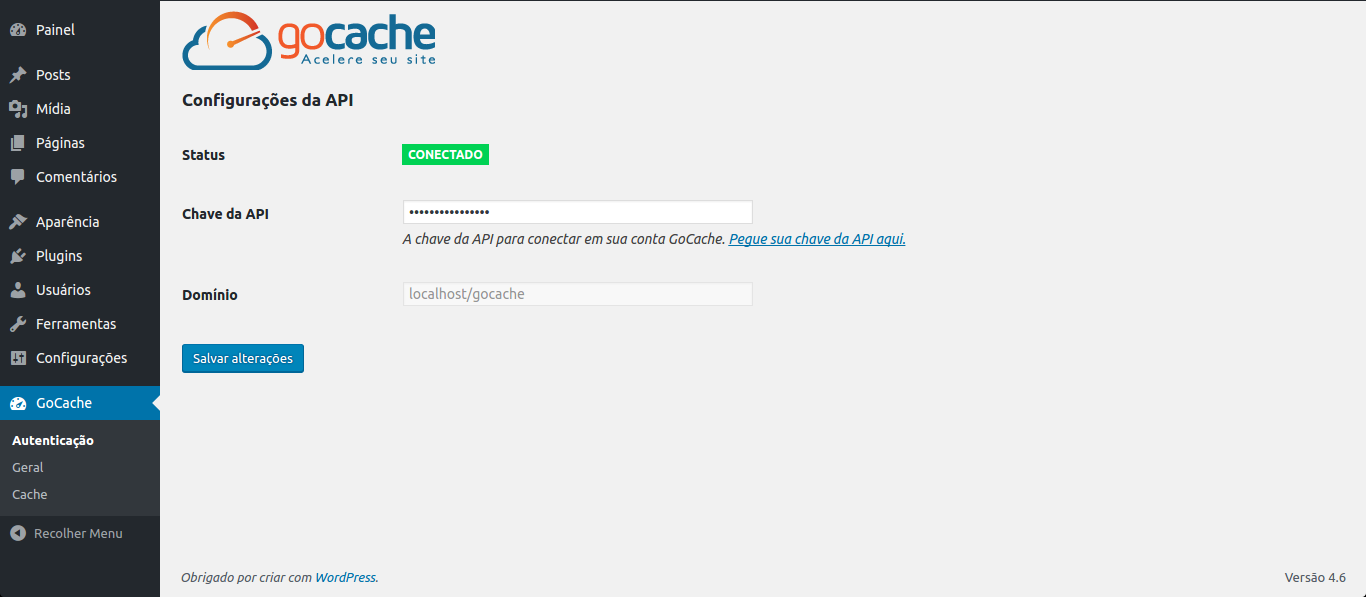 Painel
Posts
Mídia
Páginas
Comentários
Aparência
Plugins
Usuários
Ferramentas
Configurações
GoCache
Autenticação
Geral
Cache
Recolher Menu
gocache
Acelere seu site
Configurações da API
Status
CONECTADO
Chave da API
••••••••••••••••
A chave da API para conectar em sua conta GoCache. Pegue sua chave da API aqui.
Domínio
localhost/gocache
Salvar alterações
Obrigado por criar com WordPress.
Versão 4.6